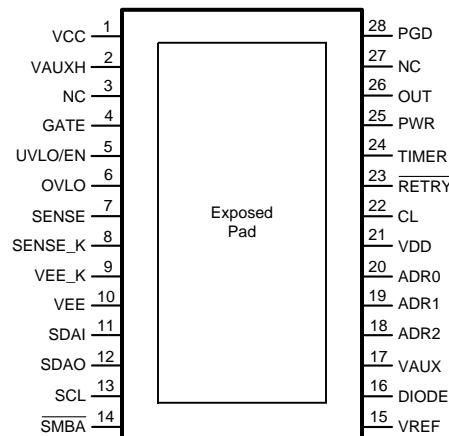 VCC 1
VAUXH 2
NC 3
GATE 4
UVLO/EN 5
OVLO 6
SENSE 7
SENSE_K 8
VEE_K 9
VEE 10
SDAI 11
SDAO 12
SCL 13
SMBA 14
Exposed
Pad
28 PGD
27 NC
26 OUT
25 PWR
24 TIMER
23 RETRY
22 CL
21 VDD
20 ADR0
19 ADR1
18 ADR2
17 VAUX
16 DIODE
15 VREF